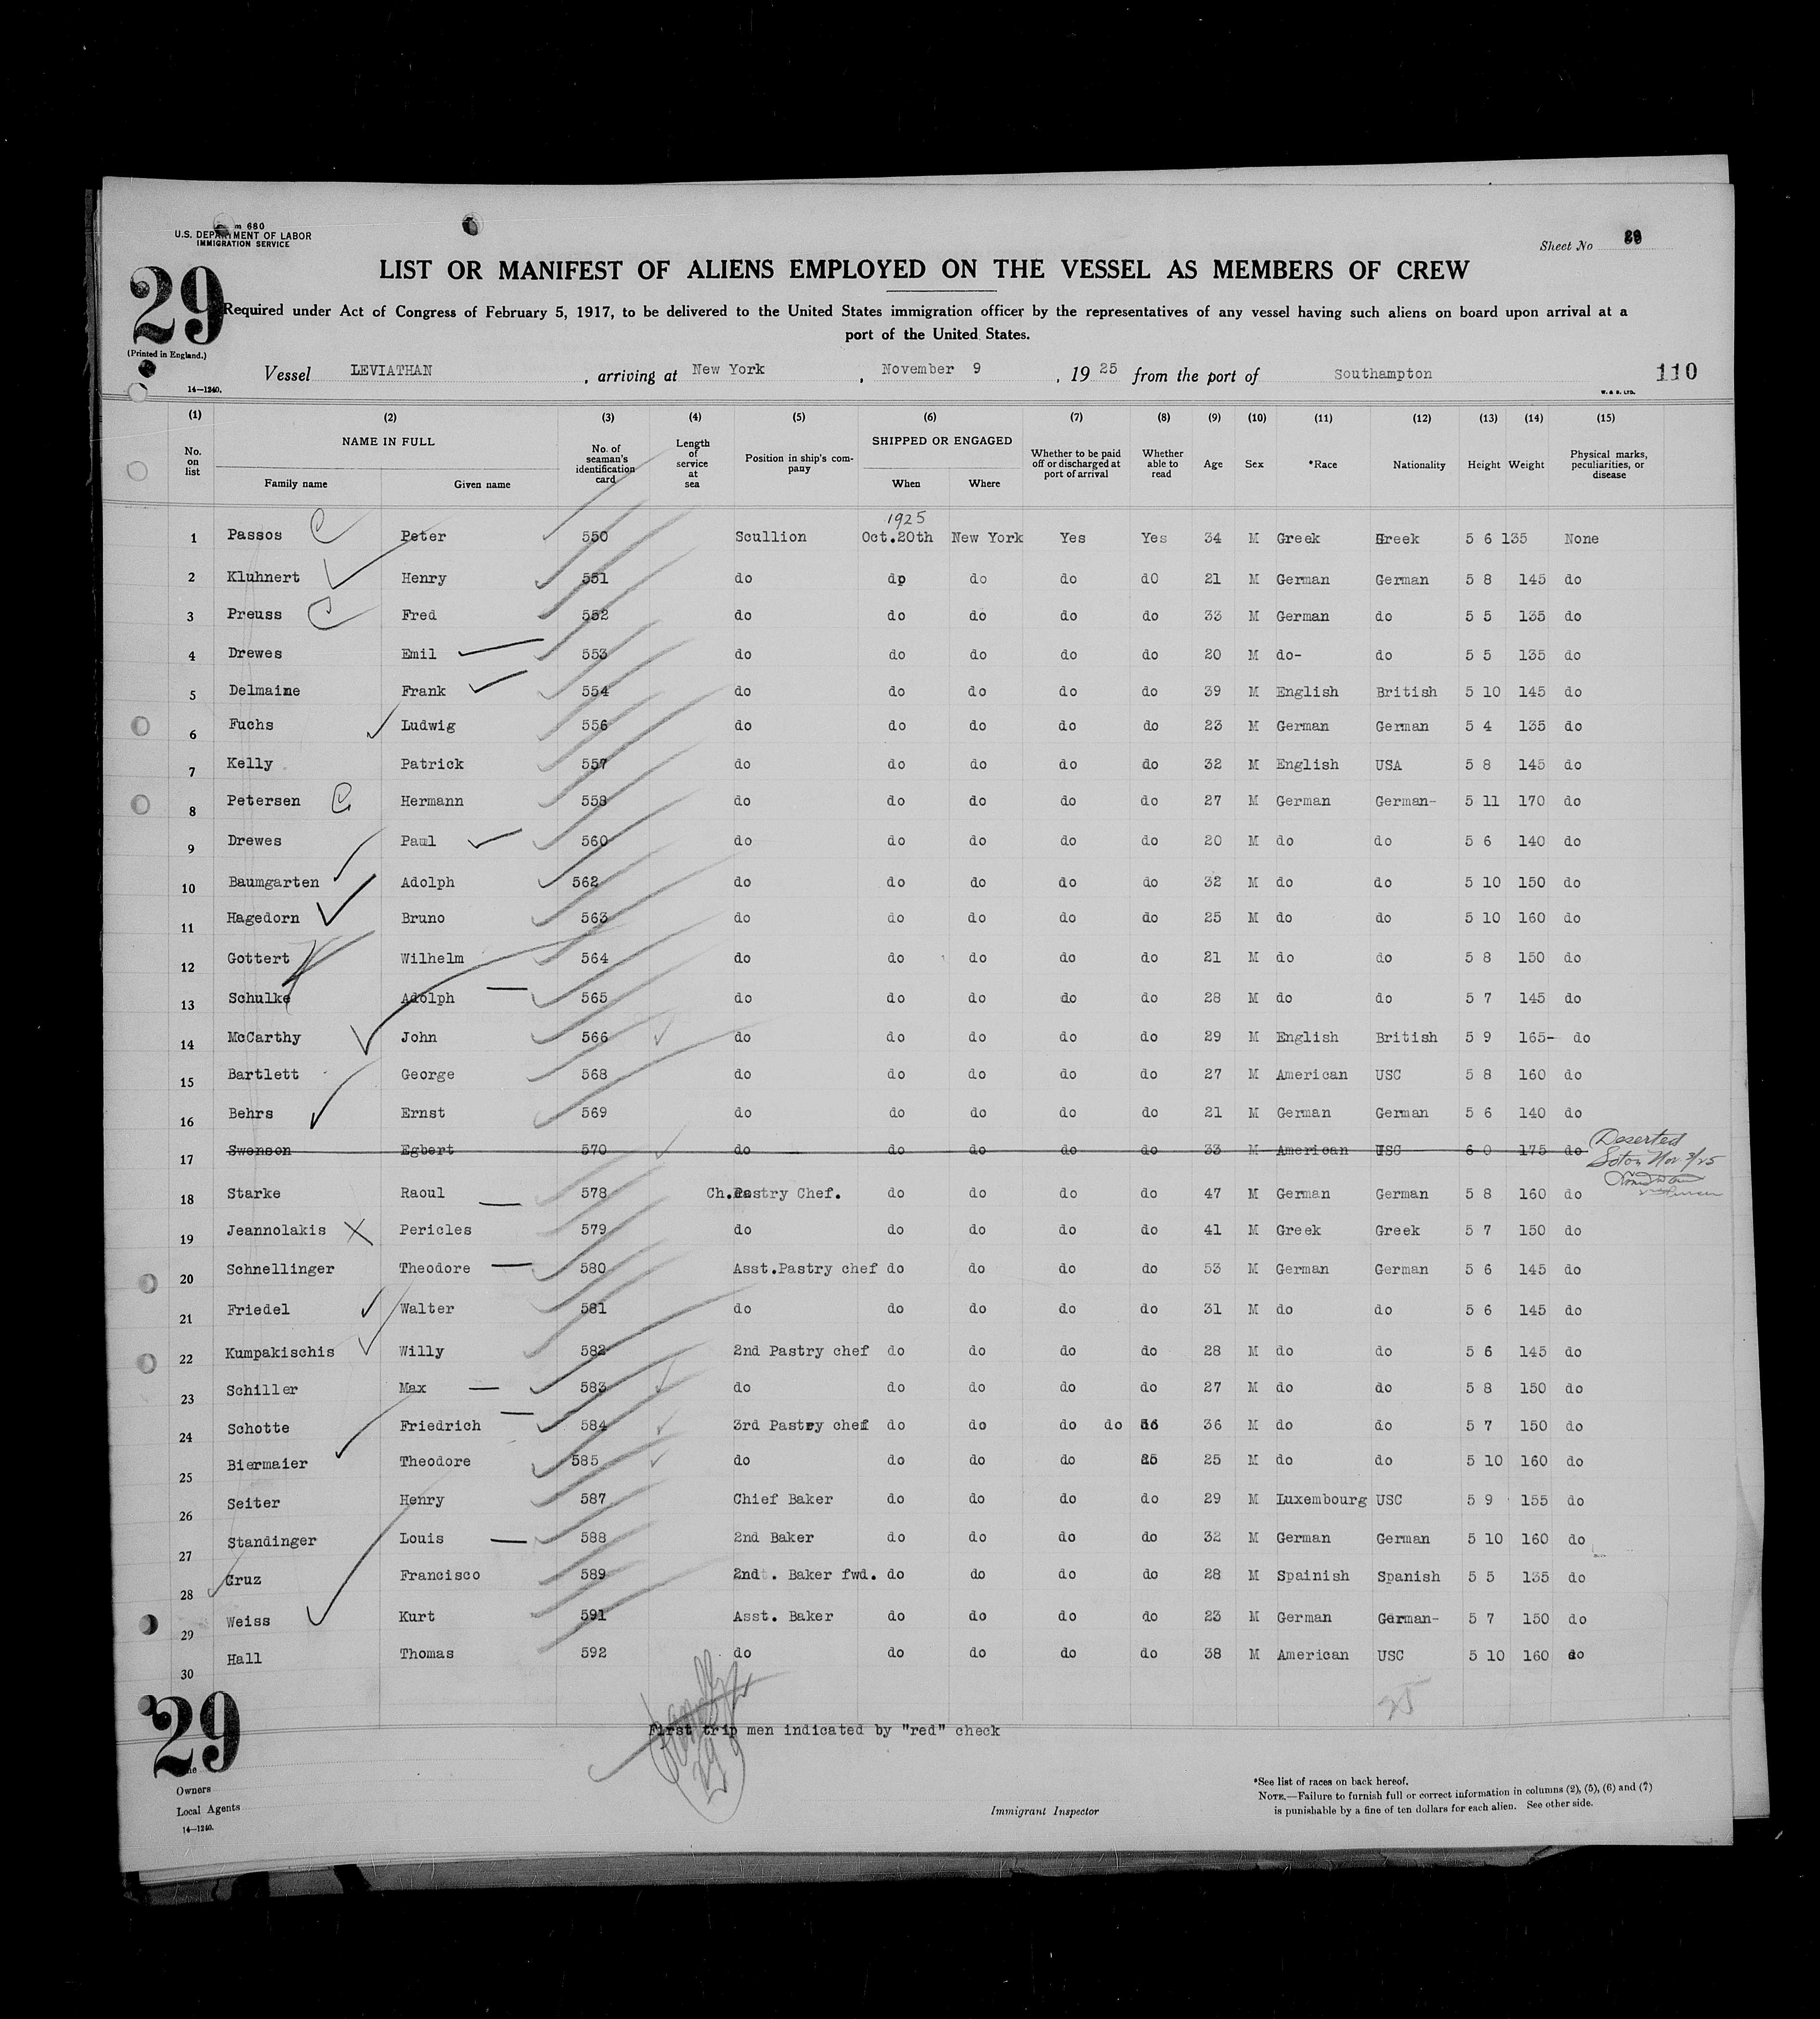 m 680
U.S. DEPARTMENT OF LABOR
IMMIGRATION SERVICE
Sheet No
29
LIST OR MANIFEST OF ALIENS EMPLOYED ON THE VESSEL AS MEMBERS OF CREW
Required under Act of Congress of February 5, 1917, to be delivered to the United States immigration officer by the representatives of any vessel having such aliens on board upon arrival at a
port of the United States.
(Printed in England.)
Vessel LEVIATHAN , arriving at New York , November 9 , 19 25 from the port of Southampton 110
14—1240. W. & S. LTD.
(1) (2) (3) (4) (5) (6) (7) (8) (9) (10) (11) (12) (13) (14) (15)
No. on list NAME IN FULL Family name Given name No. of seaman's identification card Length of service at sea Position in ship's company SHIPPED OR ENGAGED When Where Whether to be paid off or discharged at port of arrival Whether able to read Age Sex *Race Nationality Height Weight Physical marks, peculiarities, or disease
1925
1 Passos C Peter 550 Scullion Oct.20th New York Yes Yes 34 M Greek Greek 5 6 135 None
2 Kluhnert Henry 551 do do do do dO 21 M German German 5 8 145 do
3 Preuss C Fred 552 do do do do do 33 M German do 5 5 135 do
4 Drewes Emil 553 do do do do do 20 M do- do 5 5 135 do
5 Delmaine Frank 554 do do do do do 39 M English British 5 10 145 do
6 Fuchs Ludwig 556 do do do do do 23 M German German 5 4 135 do
7 Kelly Patrick 557 do do do do do 32 M English USA 5 8 145 do
8 Petersen C Hermann 558 do do do do do 27 M German German- 5 11 170 do
9 Drewes Paul 560 do do do do do 20 M do do 5 6 140 do
10 Baumgarten Adolph 562 do do do do do 32 M do do 5 10 150 do
11 Hagedorn Bruno 563 do do do do do 25 M do do 5 10 160 do
12 Gottert Wilhelm 564 do do do do do 21 M do do 5 8 150 do
13 Schulke Adolph 565 do do do do do 28 M do do 5 7 145 do
14 McCarthy John 566 do do do do do 29 M English British 5 9 165- do
15 Bartlett George 568 do do do do do 27 M American USC 5 8 160 do
16 Behrs Ernst 569 do do do do do 21 M German German 5 6 140 do
17 Swenson Egbert 570 do do do do do 33 M American USC 6 0 175 do Deserted
Soton Nov 3/25
18 Starke Raoul 578 Ch.Pastry Chef. do do do do 47 M German German 5 8 160 do
19 Jeannolakis Pericles 579 do do do do do 41 M Greek Greek 5 7 150 do
20 Schnellinger Theodore 580 Asst.Pastry chef do do do do 53 M German German 5 6 145 do
21 Friedel Walter 581 do do do do do 31 M do do 5 6 145 do
22 Kumpakischis Willy 582 2nd Pastry chef do do do do 28 M do do 5 6 145 do
23 Schiller Max 583 do do do do do 27 M do do 5 8 150 do
24 Schotte Friedrich 584 3rd Pastry chef do do do do 36 M do do 5 7 150 do
25 Biermaier Theodore 585 do do do do 25 M do do 5 10 160 do
26 Seiter Henry 587 Chief Baker do do do do 29 M Luxembourg USC 5 9 155 do
27 Standinger Louis 588 2nd Baker do do do do 32 M German German 5 10 160 do
28 Cruz Francisco 589 2nd . Baker fwd. do do do do 28 M Spainish Spanish 5 5 135 do
29 Weiss Kurt 591 Asst. Baker do do do do 23 M German German- 5 7 150 do
30 Hall Thomas 592 do do do do do 38 M American USC 5 10 160 do
25
29
First trip men indicated by "red" check
Owners
Local Agents
14—1240.
Immigrant Inspector
*See list of races on back hereof.
NOTE.—Failure to furnish full or correct information in columns (2), (5), (6) and (7)
is punishable by a fine of ten dollars for each alien. See other side.